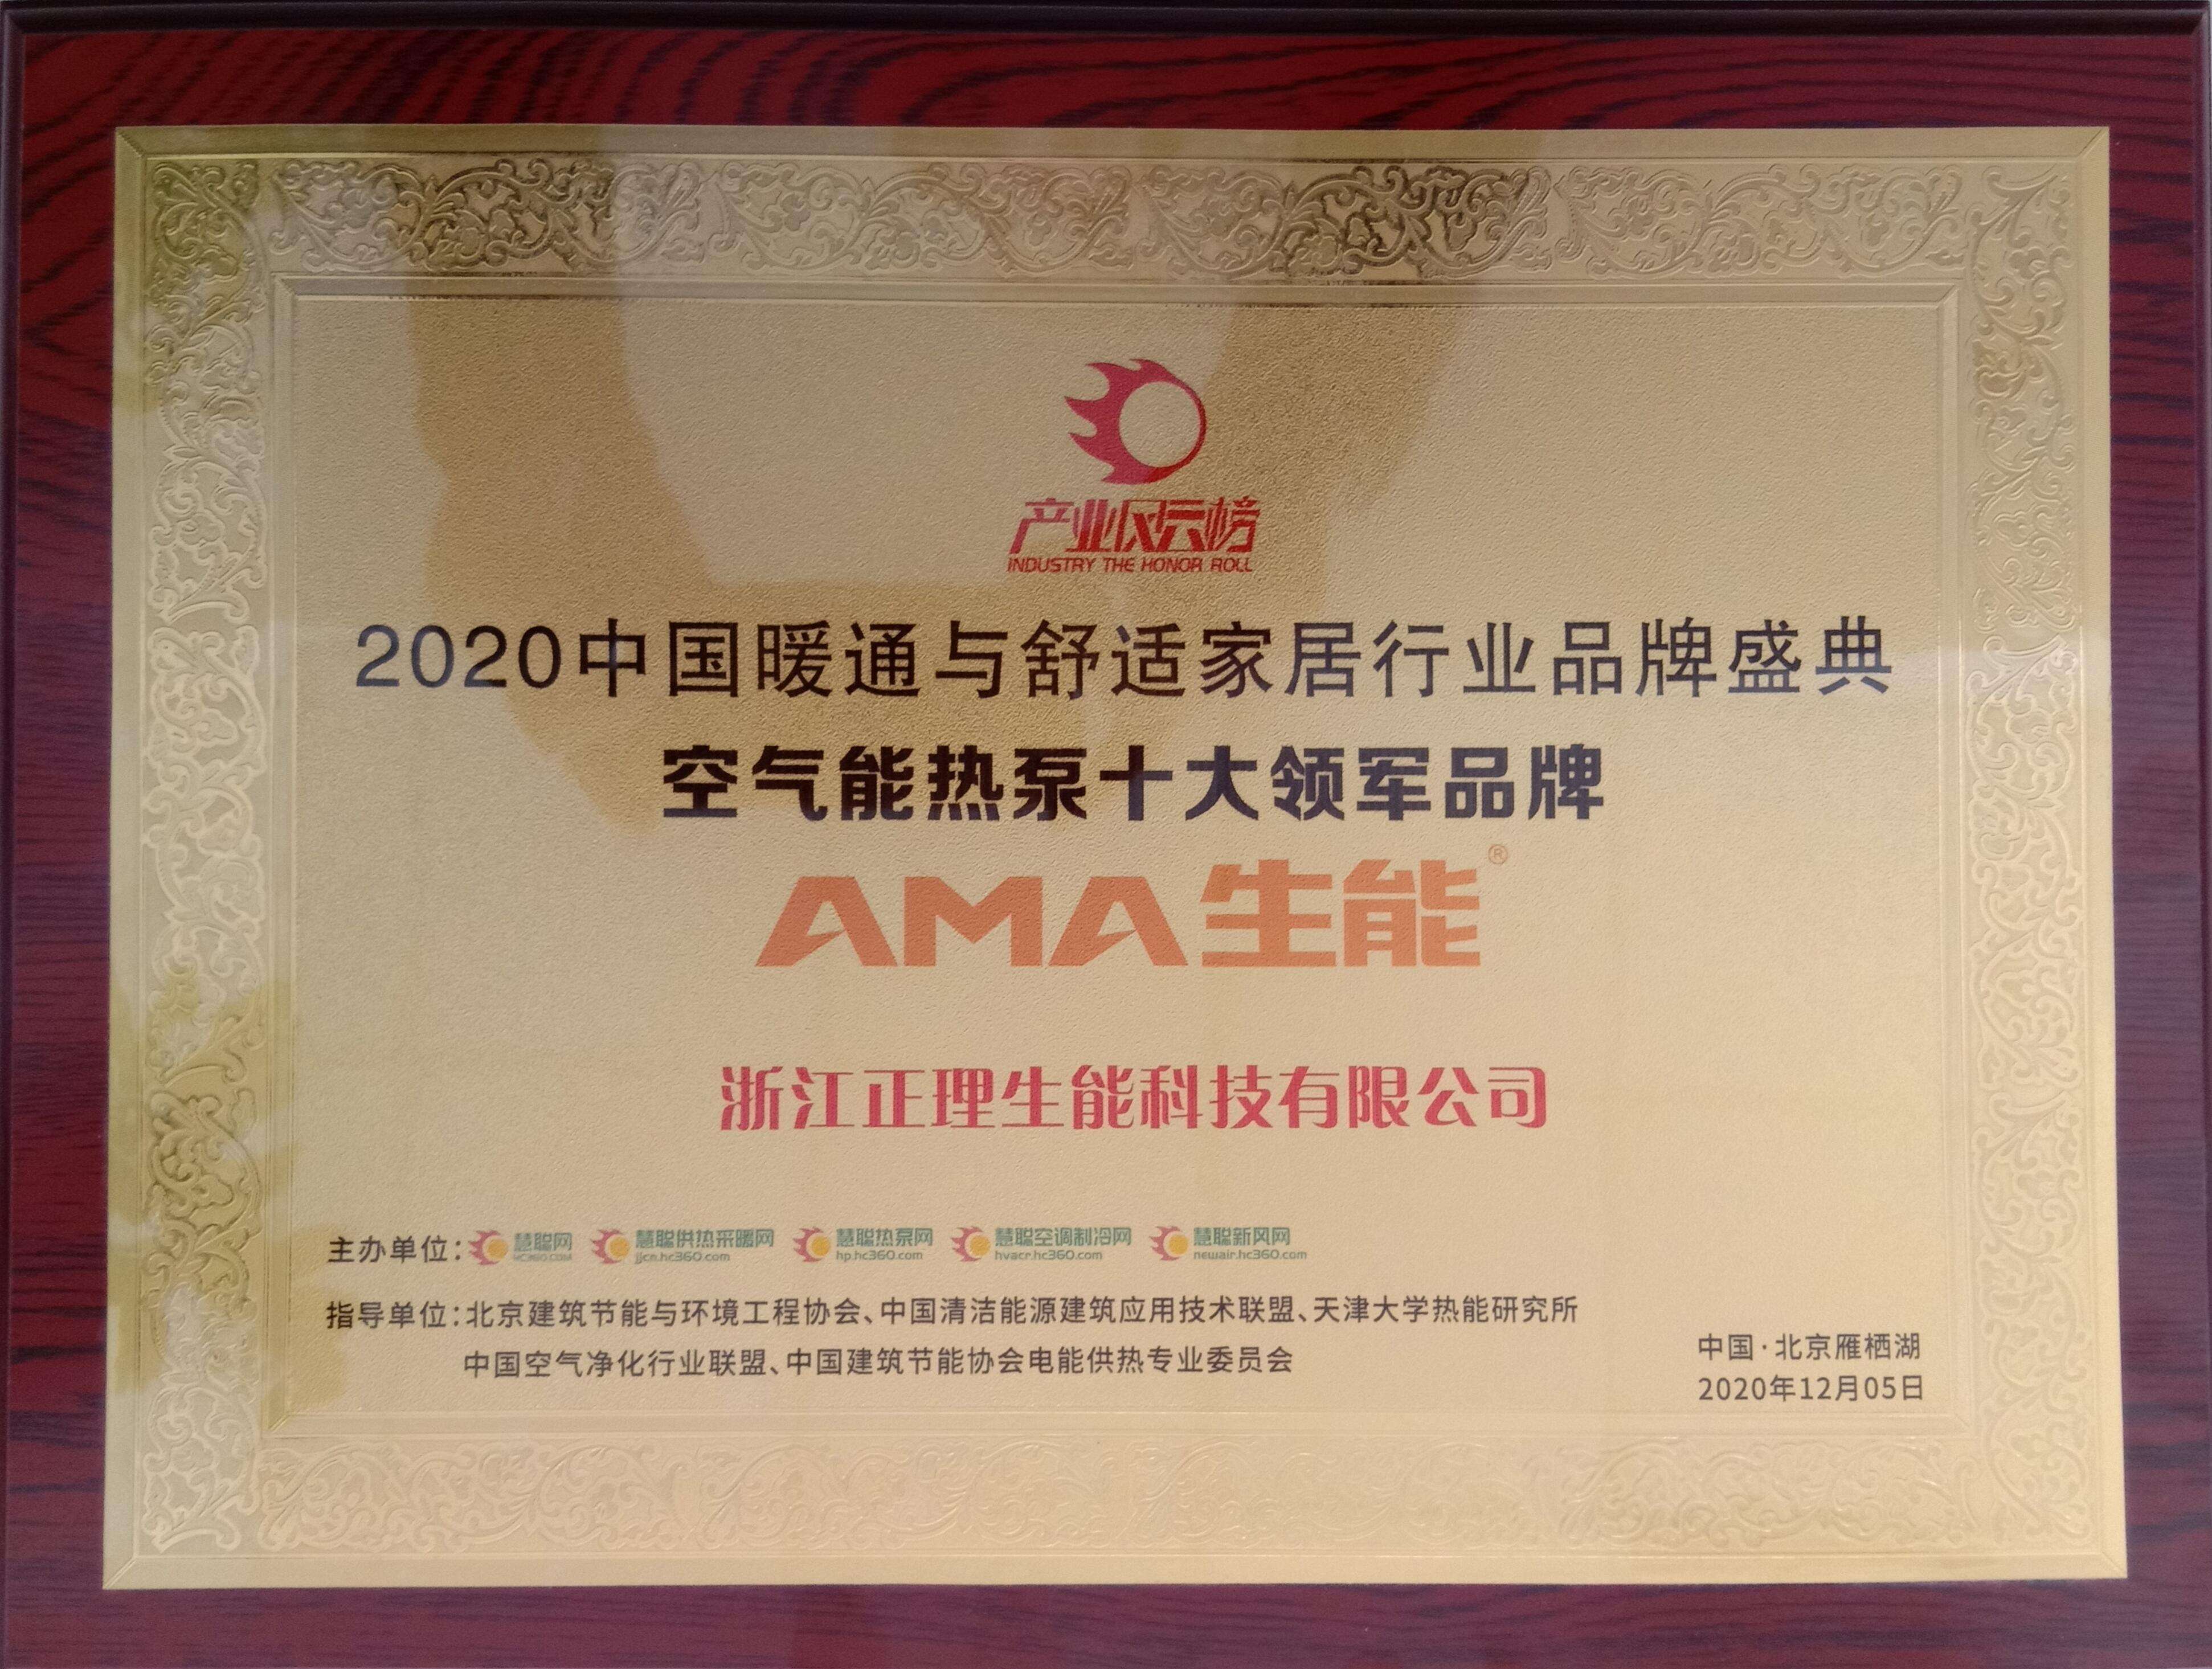 产业风云榜
INDUSTRY THE HONOR ROLL
2020中国暖通与舒适家居行业品牌盛典
空气能热泵十大领军品牌
AMA生能®
浙江正理生能科技有限公司
主办单位：慧聪网 HC360.COM 慧聪供热采暖网 jjcn.hc360.com 慧聪热泵网 hp.hc360.com 慧聪空调制冷网 hvacr.hc360.com 慧聪新风网 newair.hc360.com
指导单位：北京建筑节能与环境工程协会、中国清洁能源建筑应用技术联盟、天津大学热能研究所
中国空气净化行业联盟、中国建筑节能协会电能供热专业委员会
中国·北京雁栖湖
2020年12月05日